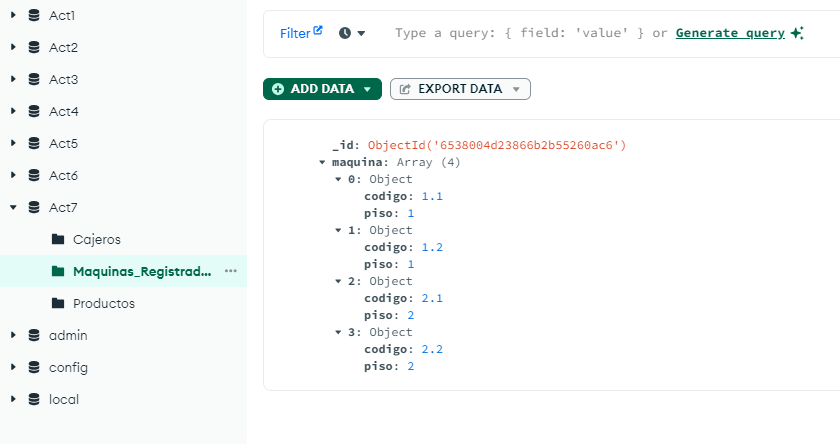 Act1
Act2
Act3
Act4
Act5
Act6
Act7
Cajeros
Maquinas_Registrad... ...
Productos
admin
config
local
Filter Type a query: { field: 'value' } or Generate query
ADD DATA EXPORT DATA
_id: ObjectId('6538004d23866b2b55260ac6')
maquina: Array (4)
0: Object
codigo: 1.1
piso: 1
1: Object
codigo: 1.2
piso: 1
2: Object
codigo: 2.1
piso: 2
3: Object
codigo: 2.2
piso: 2